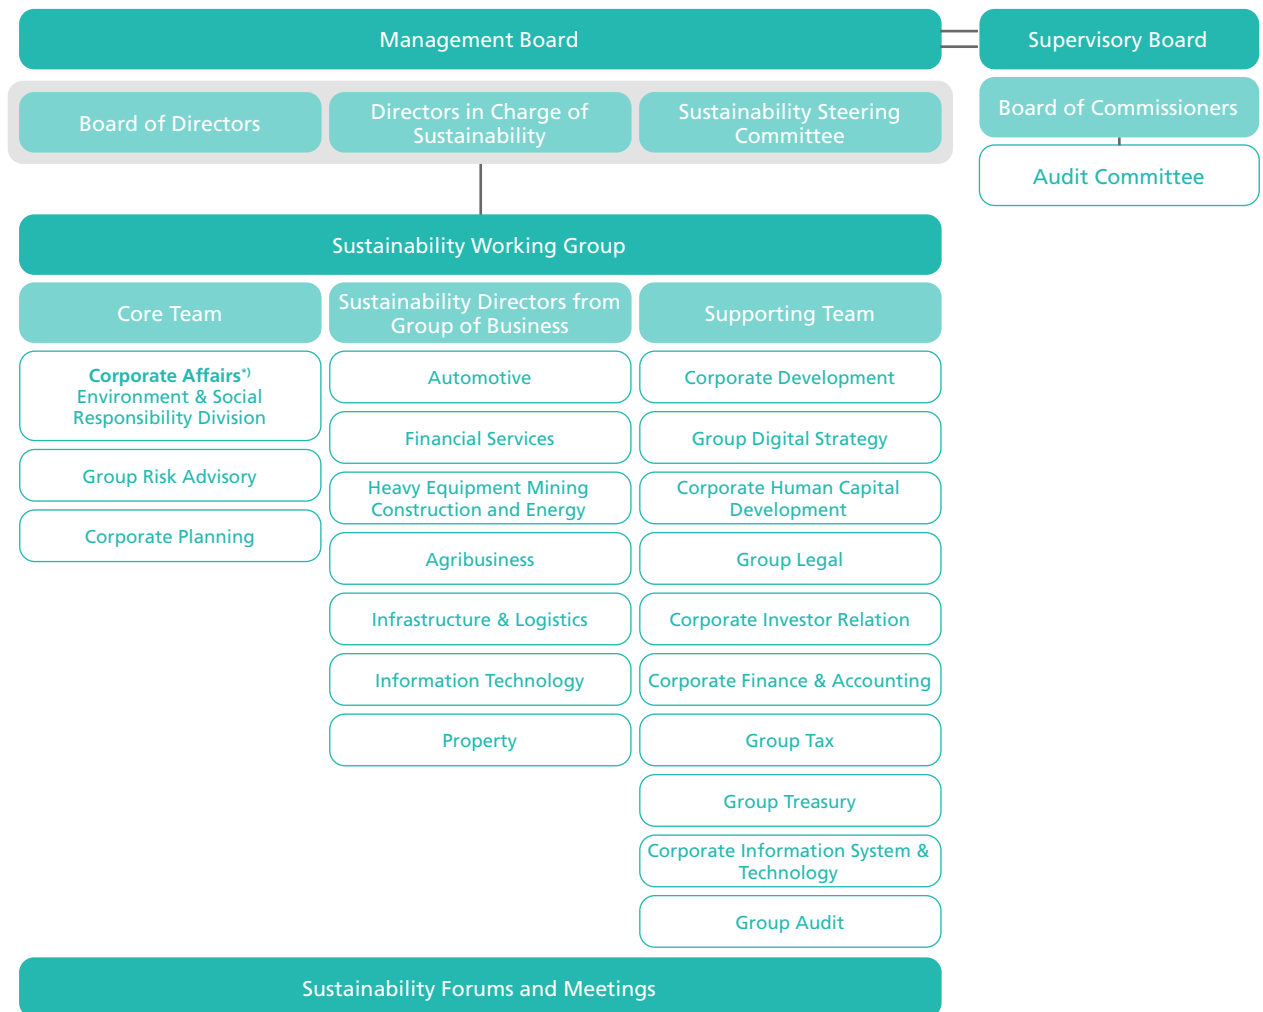 Management Board
Supervisory Board
Board of Directors
Directors in Charge of
Sustainability
Sustainability Steering
Committee
Board of Commissioners
Audit Committee
Sustainability Working Group
Core Team
Sustainability Directors from
Group of Business
Supporting Team
Corporate Affairs*)
Environment & Social
Responsibility Division
Group Risk Advisory
Corporate Planning
Automotive
Financial Services
Heavy Equipment Mining
Construction and Energy
Agribusiness
Infrastructure & Logistics
Information Technology
Property
Corporate Development
Group Digital Strategy
Corporate Human Capital
Development
Group Legal
Corporate Investor Relation
Corporate Finance & Accounting
Group Tax
Group Treasury
Corporate Information System &
Technology
Group Audit
Sustainability Forums and Meetings